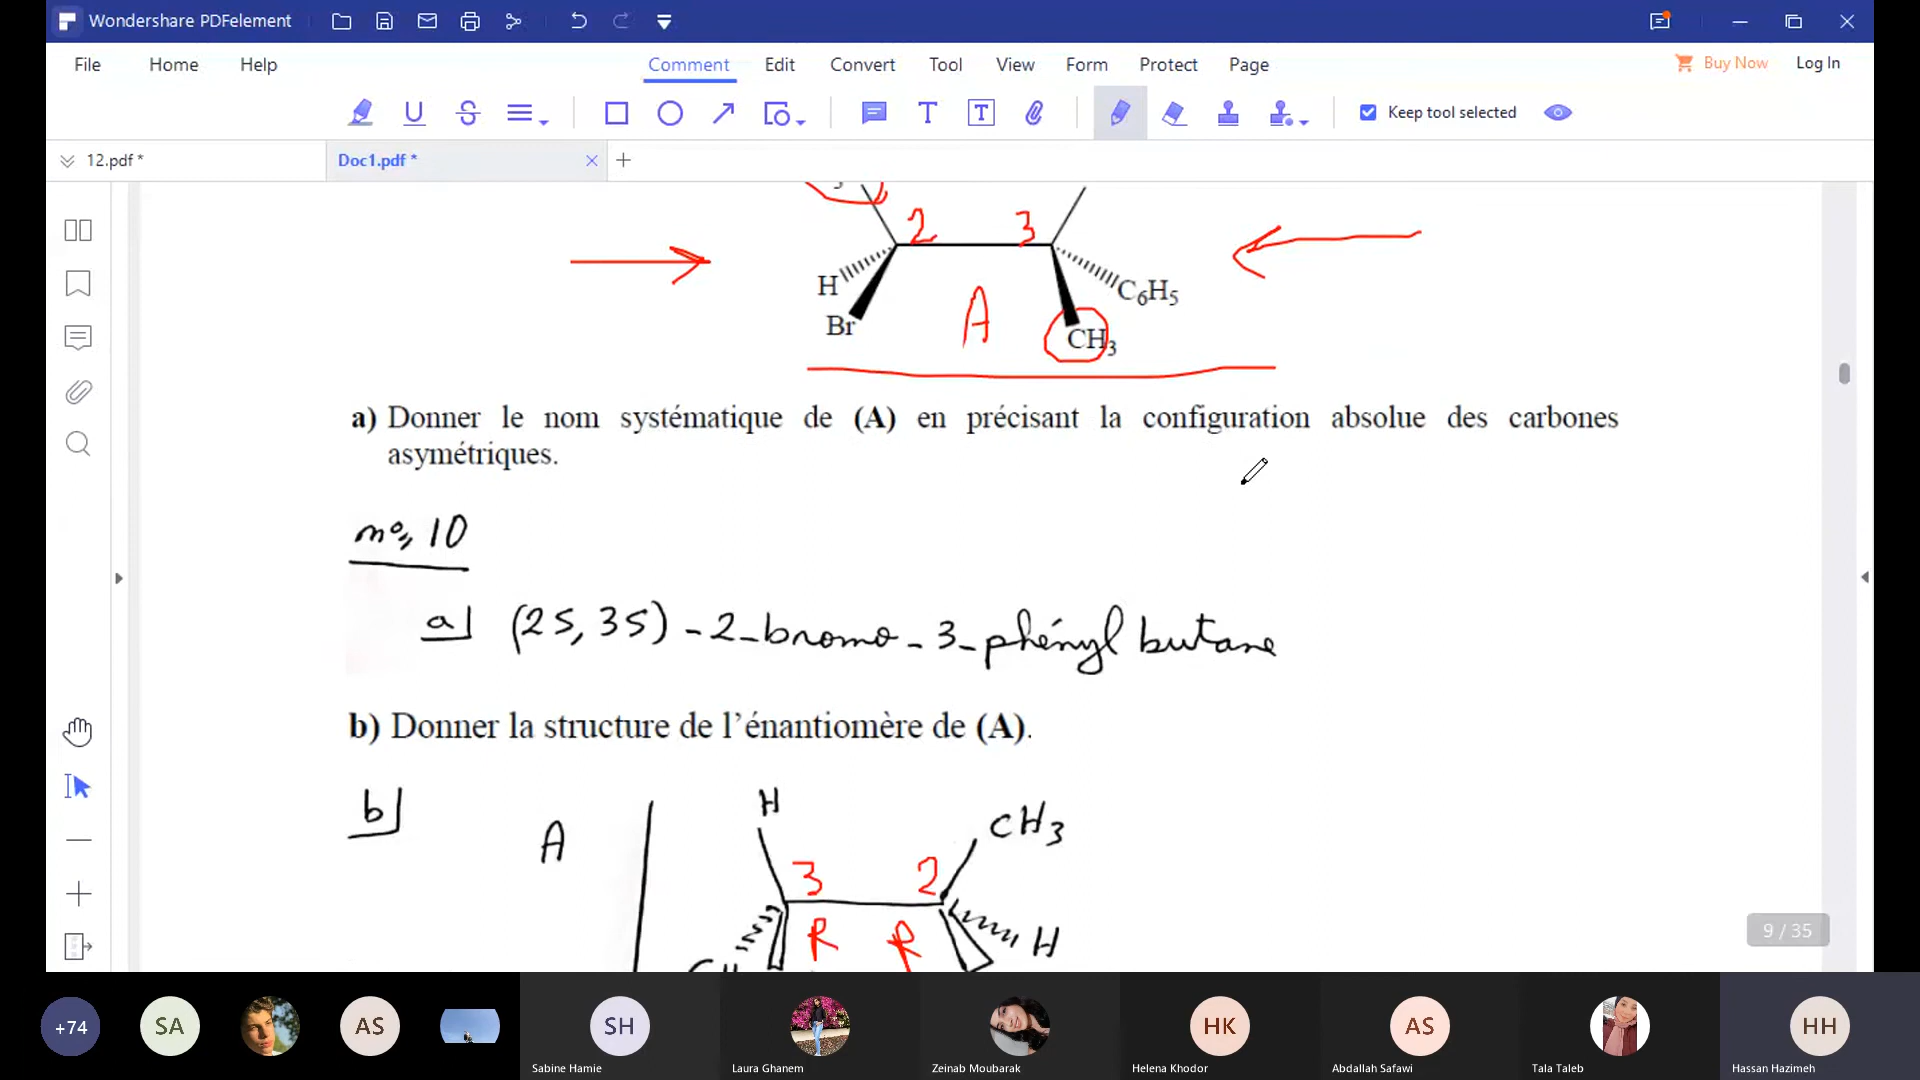 Wondershare PDFelement
File Home Help Comment Edit Convert Tool View Form Protect Page Buy Now Log In
Keep tool selected
12.pdf * Doc1.pdf *
2 3
H
C6H5
Br A
CH3
a) Donner le nom systématique de (A) en précisant la configuration absolue des carbones
asymétriques.
n°, 10
a] (2S, 3S) - 2-bromo - 3-phényl butane
b) Donner la structure de l'énantiomère de (A).
b] A
H
CH3
3 2
R R
H
9 / 35
+74 SA AS SH HK AS HH
Sabine Hamie Laura Ghanem Zeinab Moubarak Helena Khodor Abdallah Safawi Tala Taleb Hassan Hazimeh